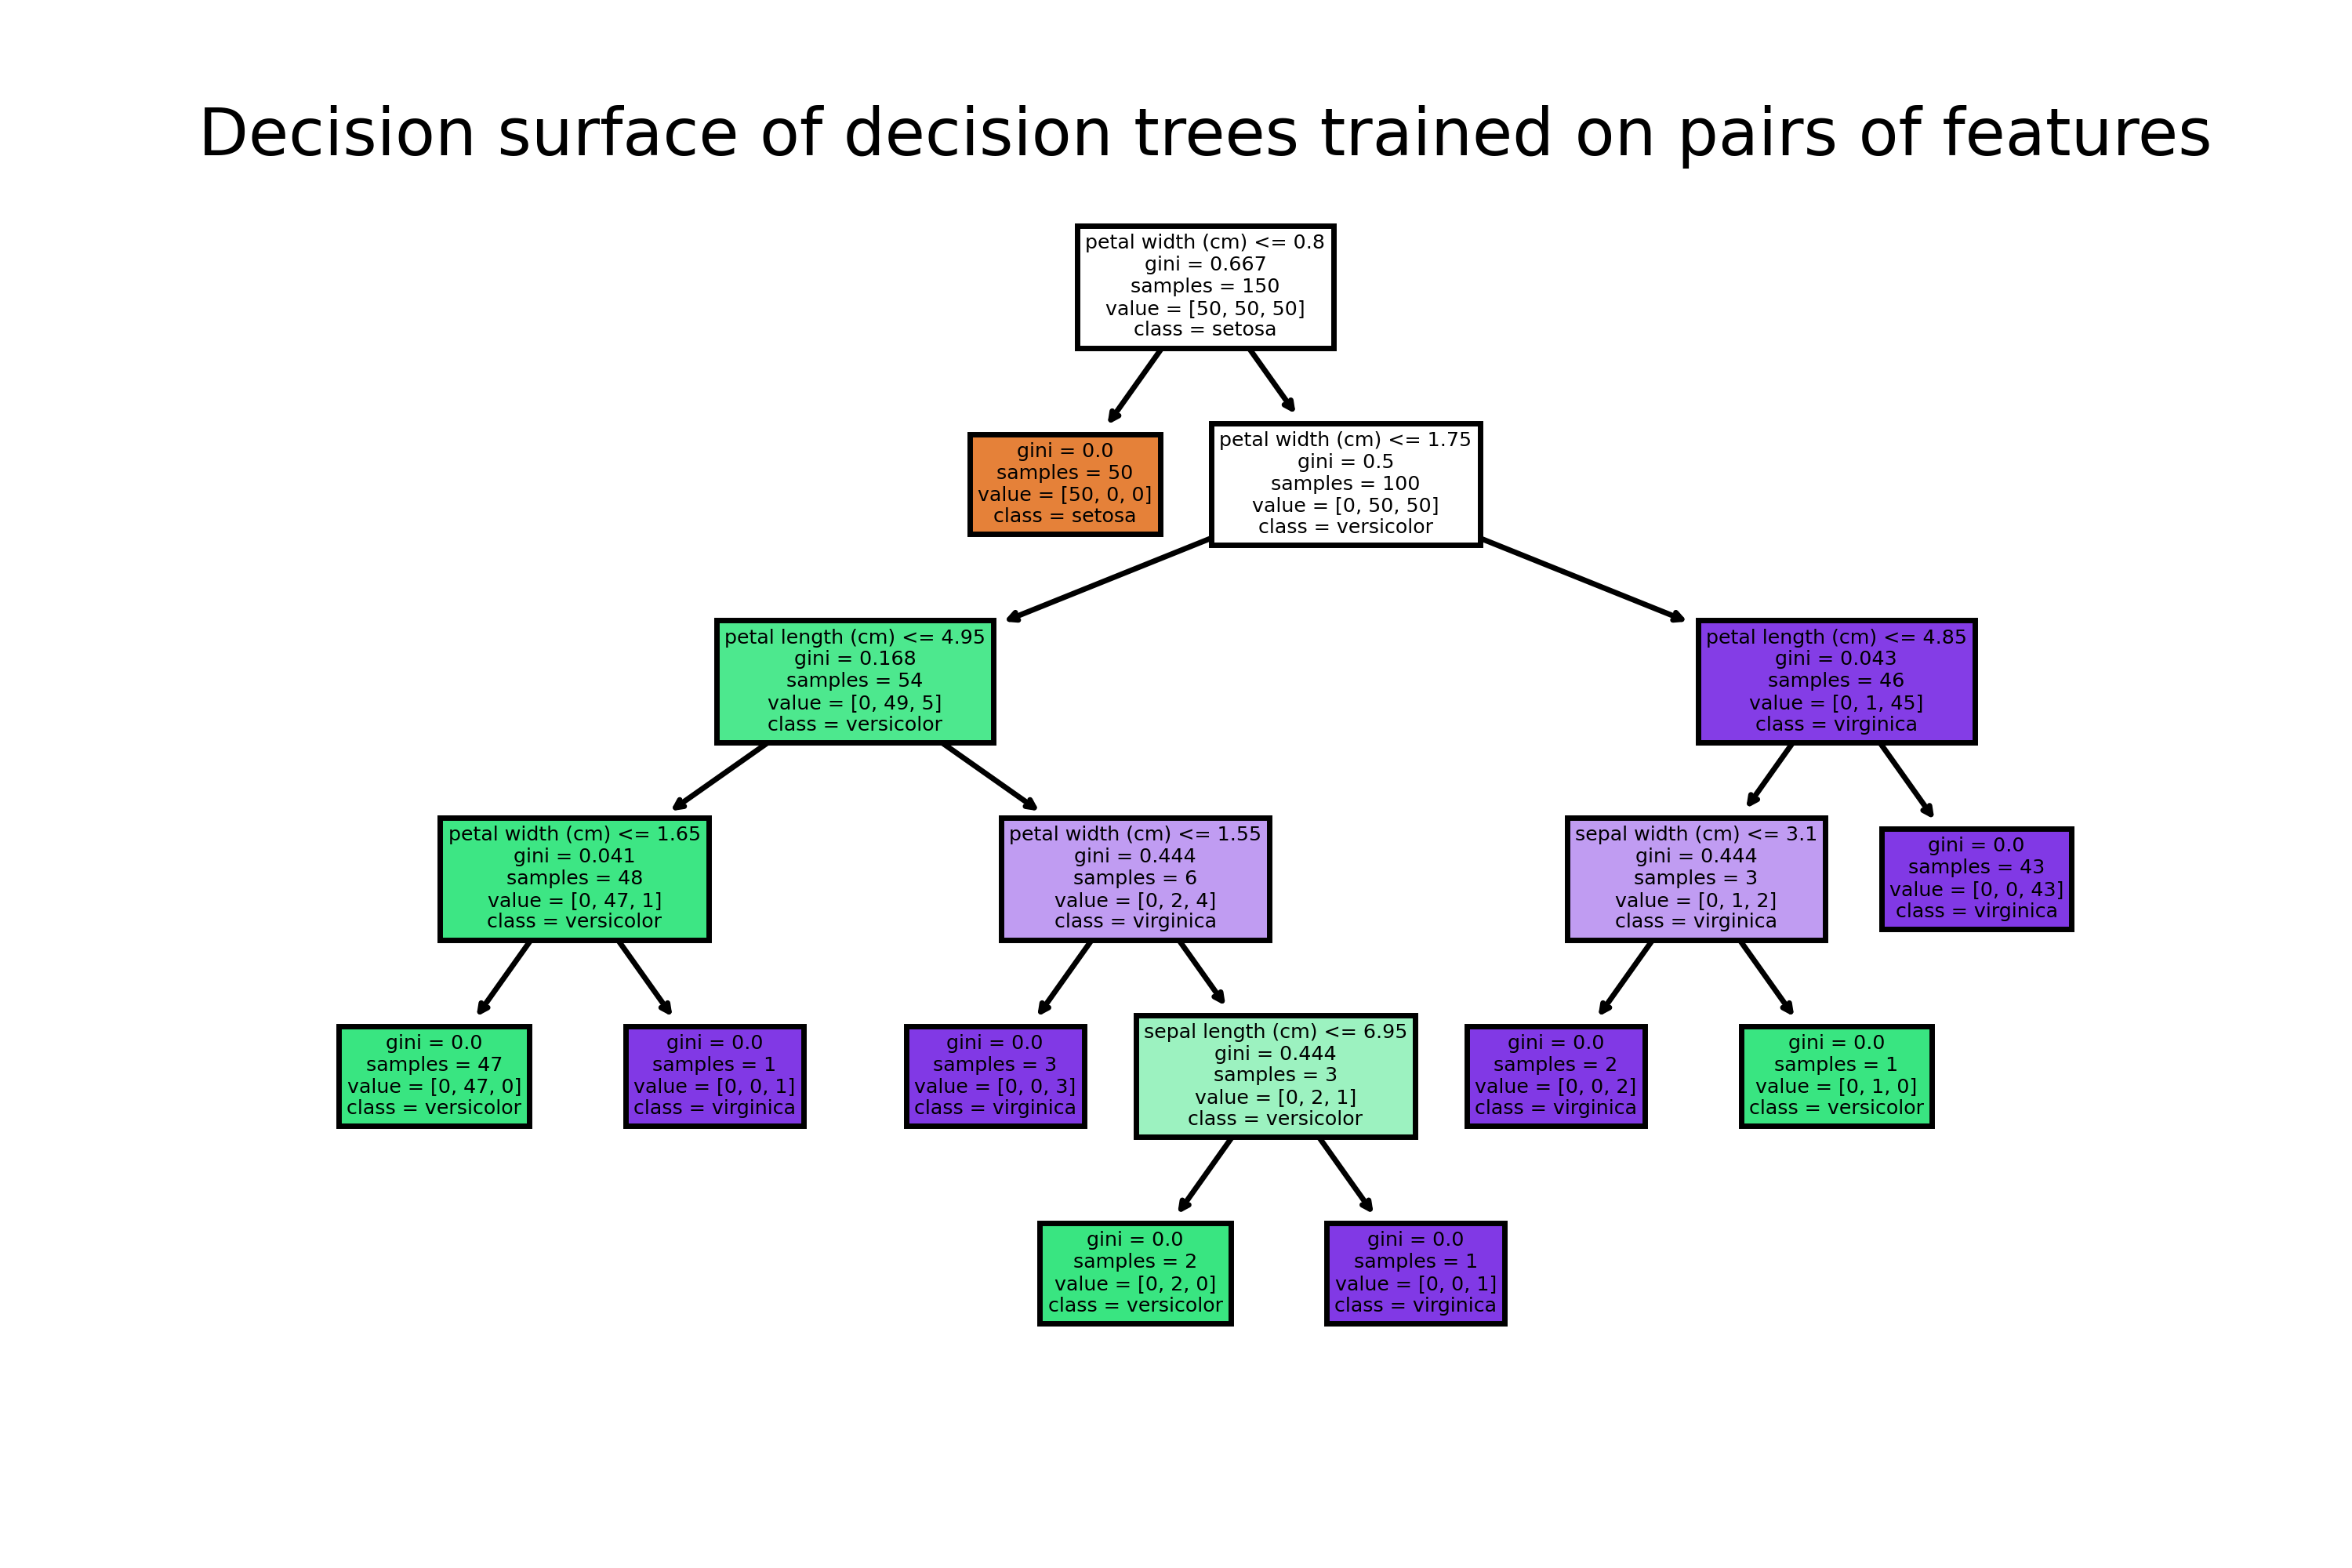 Decision surface of decision trees trained on pairs of features
petal width (cm) <= 0.8
gini = 0.667
samples = 150
value = [50, 50, 50]
class = setosa
gini = 0.0
samples = 50
value = [50, 0, 0]
class = setosa
petal width (cm) <= 1.75
gini = 0.5
samples = 100
value = [0, 50, 50]
class = versicolor
petal length (cm) <= 4.95
gini = 0.168
samples = 54
value = [0, 49, 5]
class = versicolor
petal length (cm) <= 4.85
gini = 0.043
samples = 46
value = [0, 1, 45]
class = virginica
petal width (cm) <= 1.65
gini = 0.041
samples = 48
value = [0, 47, 1]
class = versicolor
petal width (cm) <= 1.55
gini = 0.444
samples = 6
value = [0, 2, 4]
class = virginica
sepal width (cm) <= 3.1
gini = 0.444
samples = 3
value = [0, 1, 2]
class = virginica
gini = 0.0
samples = 43
value = [0, 0, 43]
class = virginica
gini = 0.0
samples = 47
value = [0, 47, 0]
class = versicolor
gini = 0.0
samples = 1
value = [0, 0, 1]
class = virginica
gini = 0.0
samples = 3
value = [0, 0, 3]
class = virginica
sepal length (cm) <= 6.95
gini = 0.444
samples = 3
value = [0, 2, 1]
class = versicolor
gini = 0.0
samples = 2
value = [0, 0, 2]
class = virginica
gini = 0.0
samples = 1
value = [0, 1, 0]
class = versicolor
gini = 0.0
samples = 2
value = [0, 2, 0]
class = versicolor
gini = 0.0
samples = 1
value = [0, 0, 1]
class = virginica